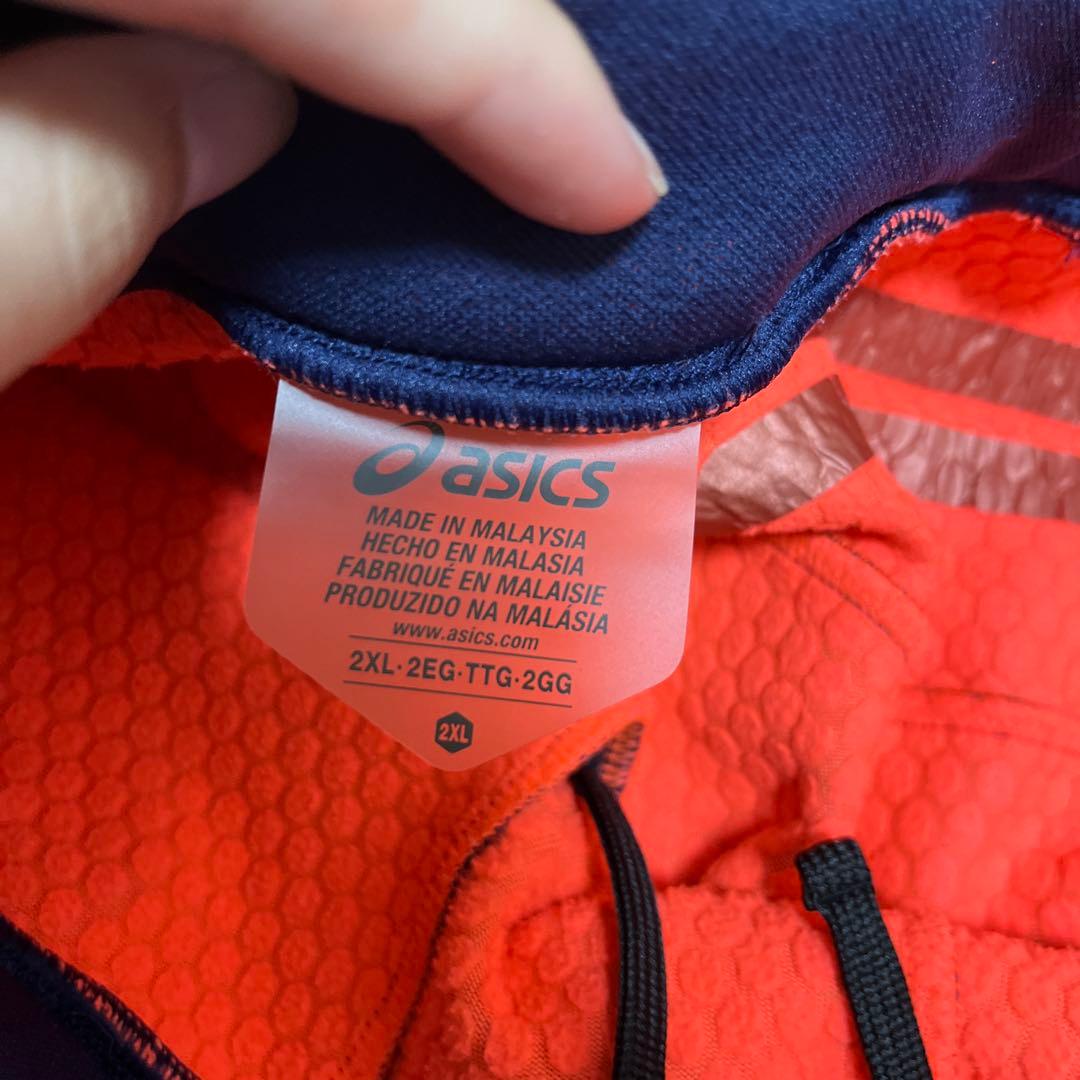 asics
MADE IN MALAYSIA
HECHO EN MALASIA
FABRIQUÉ EN MALAISIE
PRODUZIDO NA MALÁSIA
www.asics.com
2XL·2EG·TTG·2GG
2XL